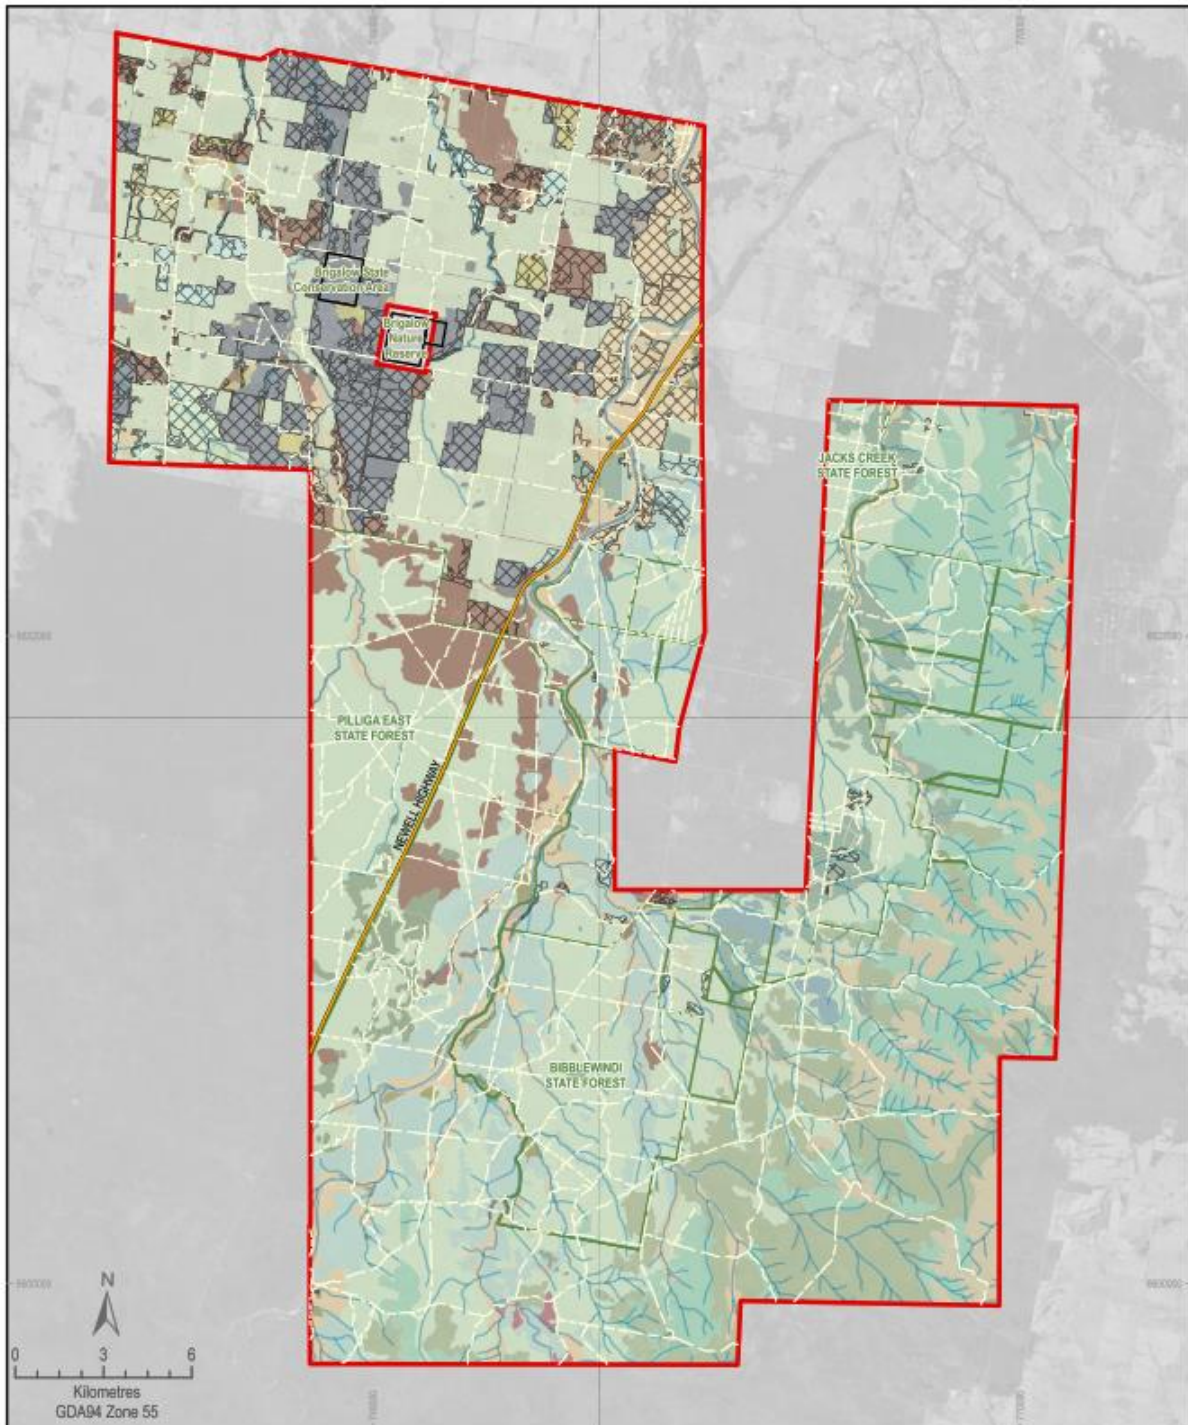 Brigalow State
Conservation Area
Brigalow
Nature
Reserve
JACKS CREEK
STATE FOREST
PILLIGA EAST
STATE FOREST
NEWELL HIGHWAY
BIBBLEWINDI
STATE FOREST
N
0 3 6
Kilometres
GDA94 Zone 55